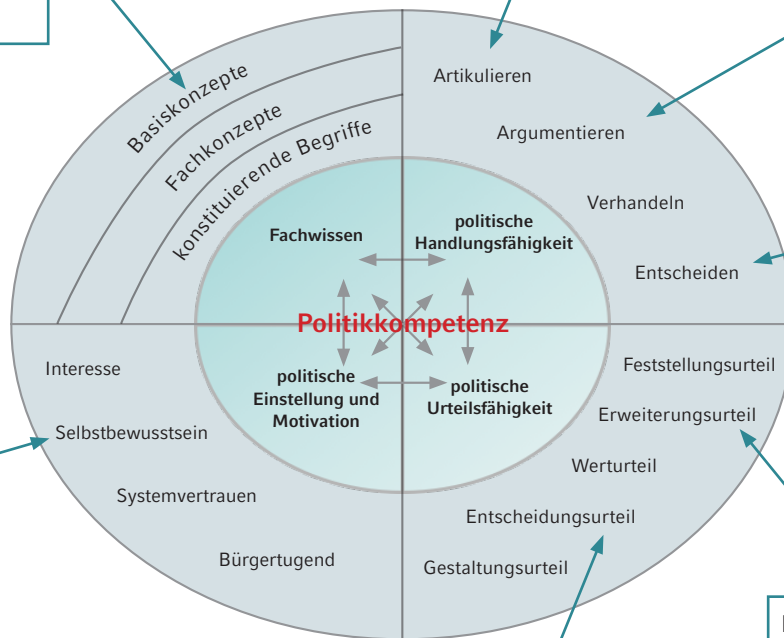 Basiskonzepte
Fachkonzepte
konstituierende Begriffe
Artikulieren
Argumentieren
Verhandeln
Entscheiden
Fachwissen
politische
Handlungsfähigkeit
Politikkompetenz
politische
Einstellung und
Motivation
politische
Urteilsfähigkeit
Interesse
Selbstbewusstsein
Systemvertrauen
Bürgertugend
Feststellungsurteil
Erweiterungsurteil
Werturteil
Entscheidungsurteil
Gestaltungsurteil